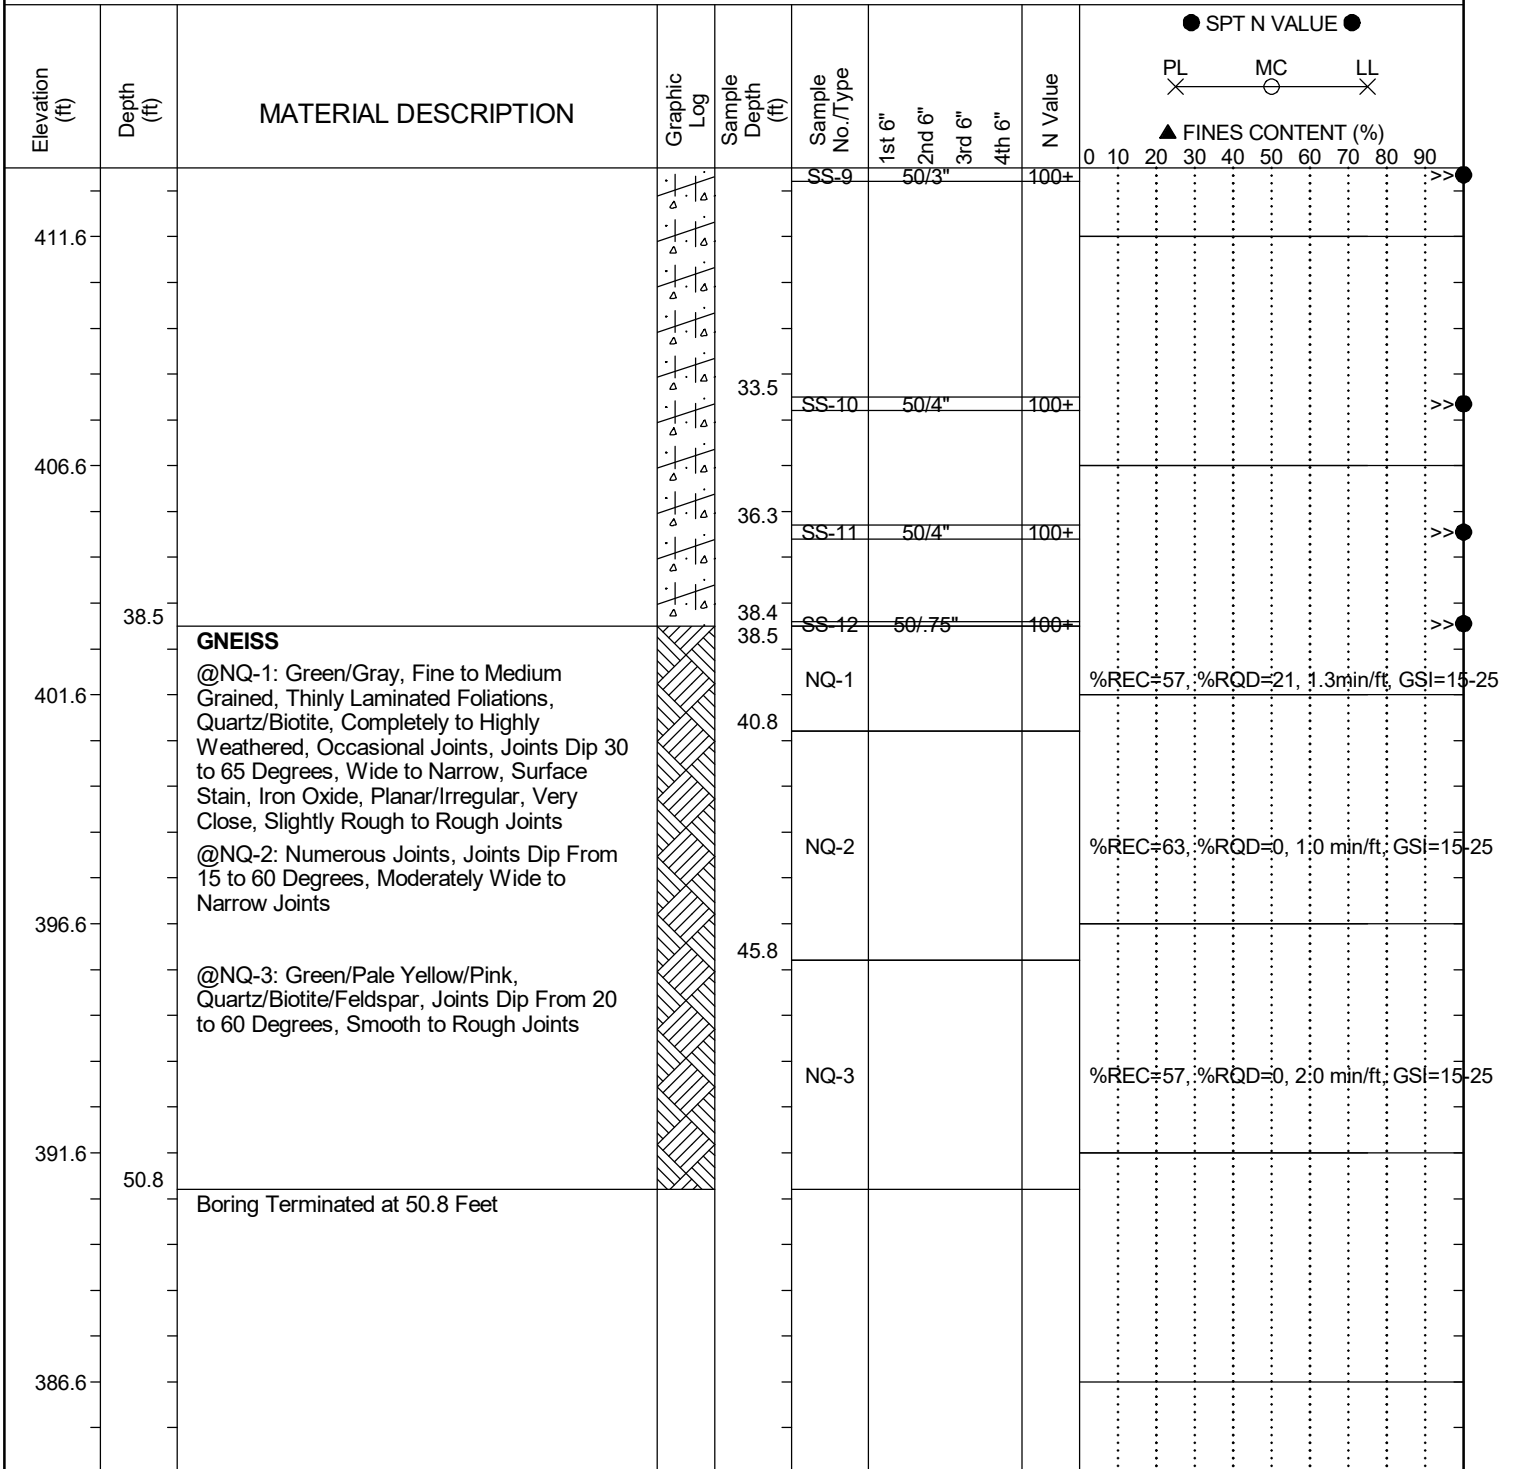 ● SPT N VALUE ●
PL MC LL
▲ FINES CONTENT (%)
0 10 20 30 40 50 60 70 80 90
Elevation (ft)
Depth (ft)
MATERIAL DESCRIPTION
Graphic Log
Sample Depth (ft)
Sample No./Type
1st 6"
2nd 6"
3rd 6"
4th 6"
N Value
SS-9 50/3" 100+ >>●
411.6
33.5
SS-10 50/4" 100+ >>●
406.6
36.3
SS-11 50/4" 100+ >>●
38.5 38.4
SS-12 50/.75" 100+ >>●
38.5
GNEISS
@NQ-1: Green/Gray, Fine to Medium
Grained, Thinly Laminated Foliations,
Quartz/Biotite, Completely to Highly
Weathered, Occasional Joints, Joints Dip 30
to 65 Degrees, Wide to Narrow, Surface
Stain, Iron Oxide, Planar/Irregular, Very
Close, Slightly Rough to Rough Joints
NQ-1 %REC=57, %RQD=21, 1.3min/ft, GSI=15-25
401.6
40.8
@NQ-2: Numerous Joints, Joints Dip From
15 to 60 Degrees, Moderately Wide to
Narrow Joints
NQ-2 %REC=63, %RQD=0, 1.0 min/ft, GSI=15-25
396.6
45.8
@NQ-3: Green/Pale Yellow/Pink,
Quartz/Biotite/Feldspar, Joints Dip From 20
to 60 Degrees, Smooth to Rough Joints
NQ-3 %REC=57, %RQD=0, 2.0 min/ft, GSI=15-25
391.6
50.8
Boring Terminated at 50.8 Feet
386.6